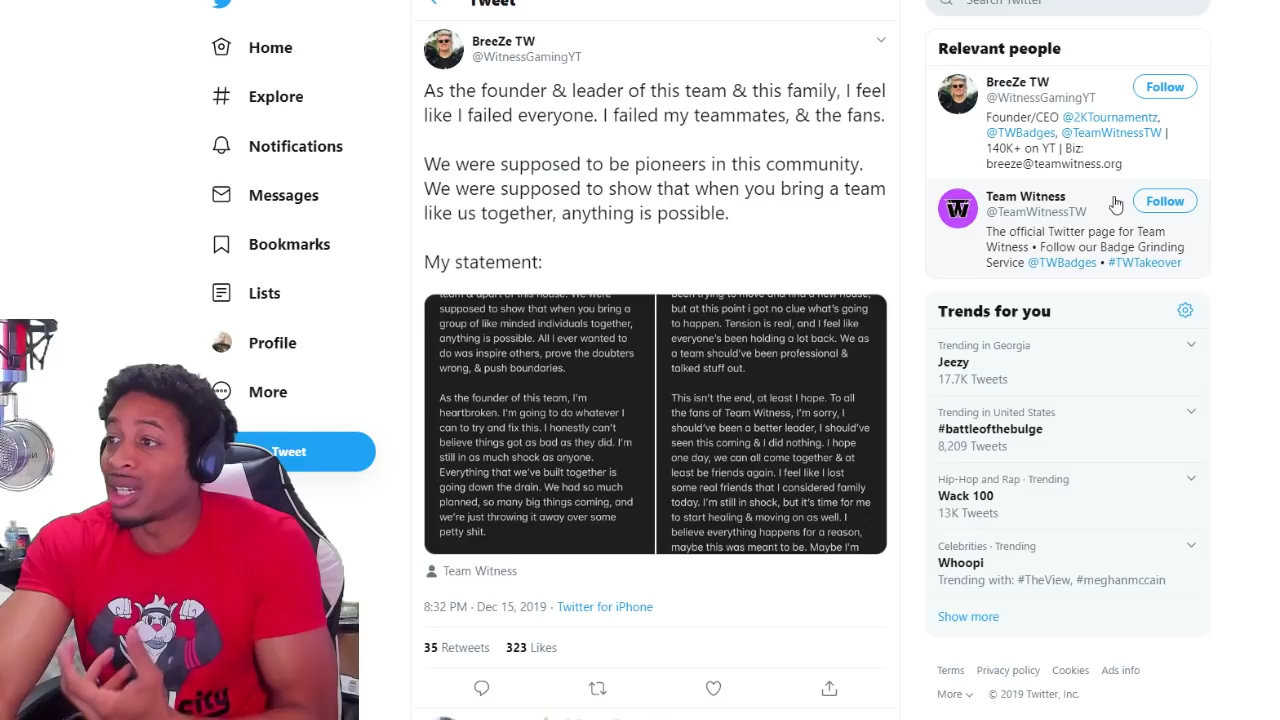 Tweet
Search Twitter
Home
Explore
Notifications
Messages
Bookmarks
Lists
Profile
More
Tweet
BreeZe TW
@WitnessGamingYT
As the founder & leader of this team & this family, I feel
like I failed everyone. I failed my teammates, & the fans.
We were supposed to be pioneers in this community.
We were supposed to show that when you bring a team
like us together, anything is possible.
My statement:
team & apart of this house. We were
supposed to show that when you bring a
group of like minded individuals together,
anything is possible. All I ever wanted to
do was inspire others, prove the doubters
wrong, & push boundaries.
As the founder of this team, I'm
heartbroken. I'm going to do whatever I
can to try and fix this. I honestly can't
believe things got as bad as they did. I'm
still in as much shock as anyone.
Everything that we've built together is
going down the drain. We had so much
planned, so many big things coming, and
we're just throwing it away over some
petty shit.
been trying to move and find a new house,
but at this point i got no clue what's going
to happen. Tension is real, and I feel like
everyone's been holding a lot back. We as
a team should've been professional &
talked stuff out.
This isn't the end, at least I hope. To all
the fans of Team Witness, I'm sorry, I
should've been a better leader, I should've
seen this coming & I did nothing. I hope
one day, we can all come together & at
least be friends again. I feel like I lost
some real friends that I considered family
today. I'm still in shock, but it's time for me
to start healing & moving on as well. I
believe everything happens for a reason,
maybe this was meant to be. Maybe I'm
Team Witness
8:32 PM · Dec 15, 2019 · Twitter for iPhone
35 Retweets 323 Likes
Relevant people
BreeZe TW
@WitnessGamingYT
Follow
Founder/CEO @2KTournamentz,
@TWBadges, @TeamWitnessTW |
140K+ on YT | Biz:
breeze@teamwitness.org
Team Witness
@TeamWitnessTW
Follow
The official Twitter page for Team
Witness • Follow our Badge Grinding
Service @TWBadges • #TWTakeover
Trends for you
Trending in Georgia
Jeezy
17.7K Tweets
Trending in United States
#battleofthebulge
8,209 Tweets
Hip-Hop and Rap · Trending
Wack 100
13K Tweets
Celebrities · Trending
Whoopi
Trending with: #TheView, #meghanmccain
Show more
Terms Privacy policy Cookies Ads info
More © 2019 Twitter, Inc.
city